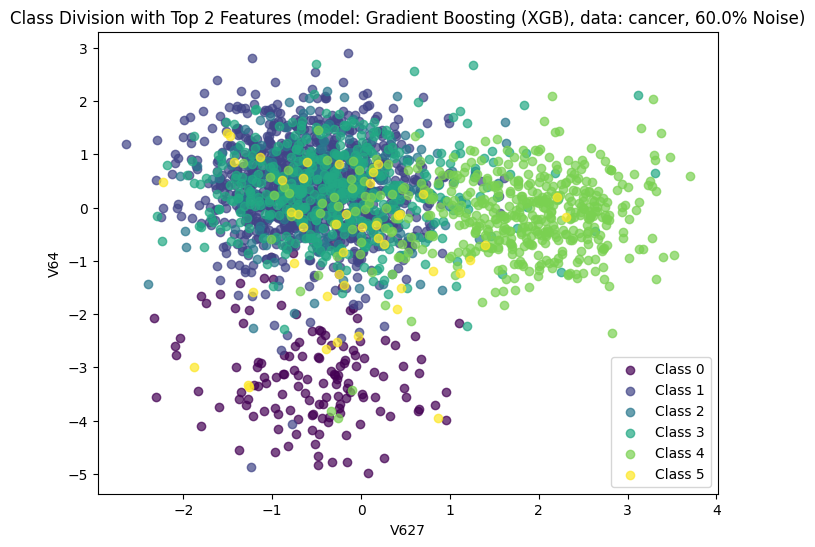 Class Division with Top 2 Features (model: Gradient Boosting (XGB), data: cancer, 60.0% Noise)
3
2
1
0
−1
−2
−3
−4
−5
V64
−2
−1
0
1
2
3
4
V627
Class 0
Class 1
Class 2
Class 3
Class 4
Class 5